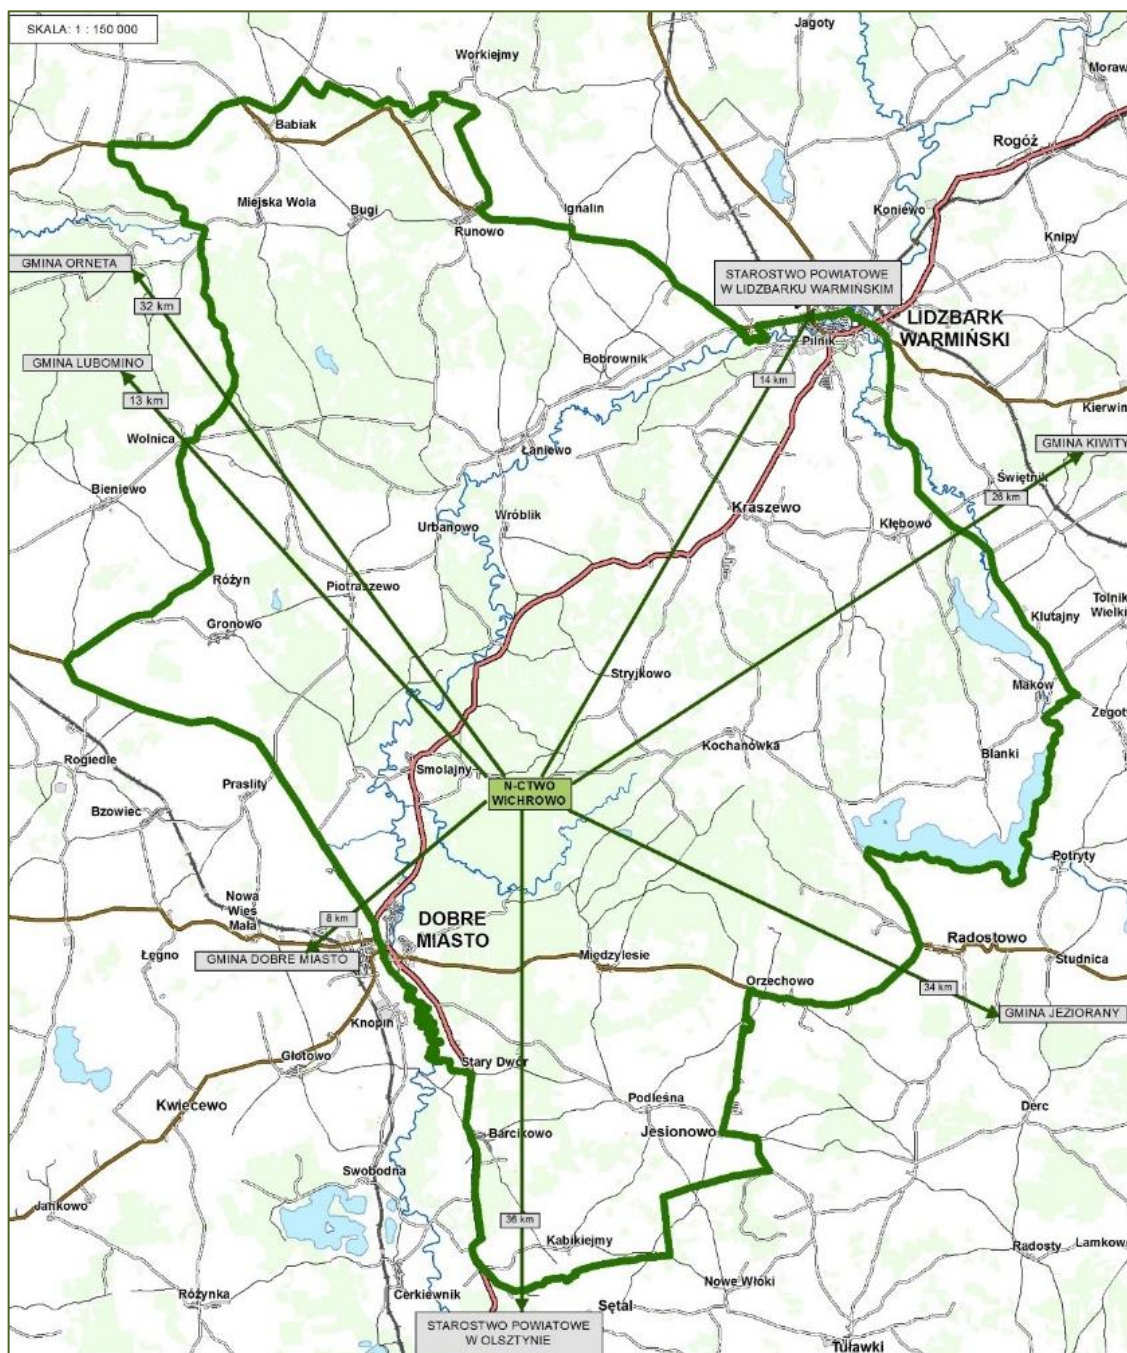 SKALA: 1 : 150 000
Jagoty
Workiejmy
Moraw
Babiak
Rogóż
Miejska Wola
Bugi
Ignalin
Koniewo
Runowo
Knipy
GMINA ORNETA
STAROSTWO POWIATOWE
W LIDZBARKU WARMIŃSKIM
32 km
LIDZBARK
WARMIŃSKI
Pilnik
GMINA LUBOMINO
Bobrownik
14 km
13 km
Kierwin
Wolnica
GMINA KIWITY
Łaniewo
Świętnik
Bieniewo
26 km
Kraszewo
Wróblik
Urbanowo
Kłębowo
Różyn
Piotraszewo
Tolnik
Wielki
Klutajny
Gronowo
Stryjkowo
Maków
Żegoty
Kochanówka
Blanki
Rogiedle
Smolajny
Praslity
N-CTWO
WICHROWO
Bzowiec
Potryty
Nowa
Wieś
Mała
8 km
DOBRE
MIASTO
Radostowo
Łęgno
GMINA DOBRE MIASTO
Międzylesie
Studnica
Orzechowo
34 km
GMINA JEZIORANY
Knopin
Głotowo
Stary Dwór
Kwiecewo
Podleśna
Derc
Barcikowo
Jesionowo
Swobodna
Jankowo
36 km
Kabikiejmy
Radosty
Lamkowo
Nowe Włóki
Różynka
Cerkiewnik
Sętal
STAROSTWO POWIATOWE
W OLSZTYNIE
Tuławki